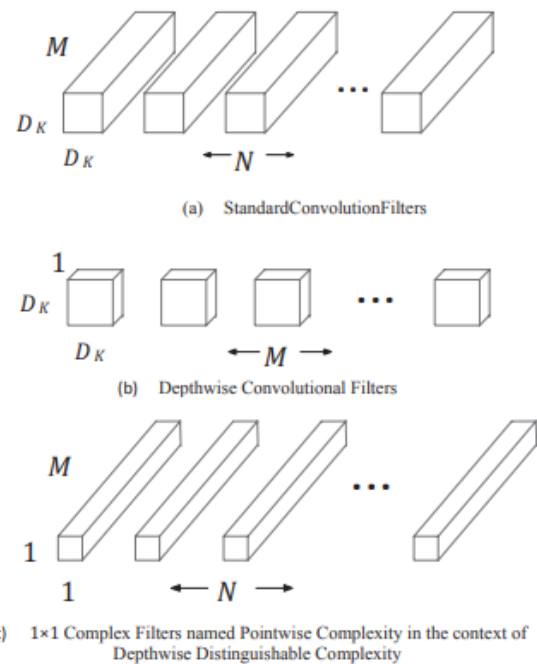 M
D K
D K
N
...
(a) StandardConvolutionFilters
1
D K
D K
M
...
(b) Depthwise Convolutional Filters
M
...
1
1
N
) 1×1 Complex Filters named Pointwise Complexity in the context of
Depthwise Distinguishable Complexity